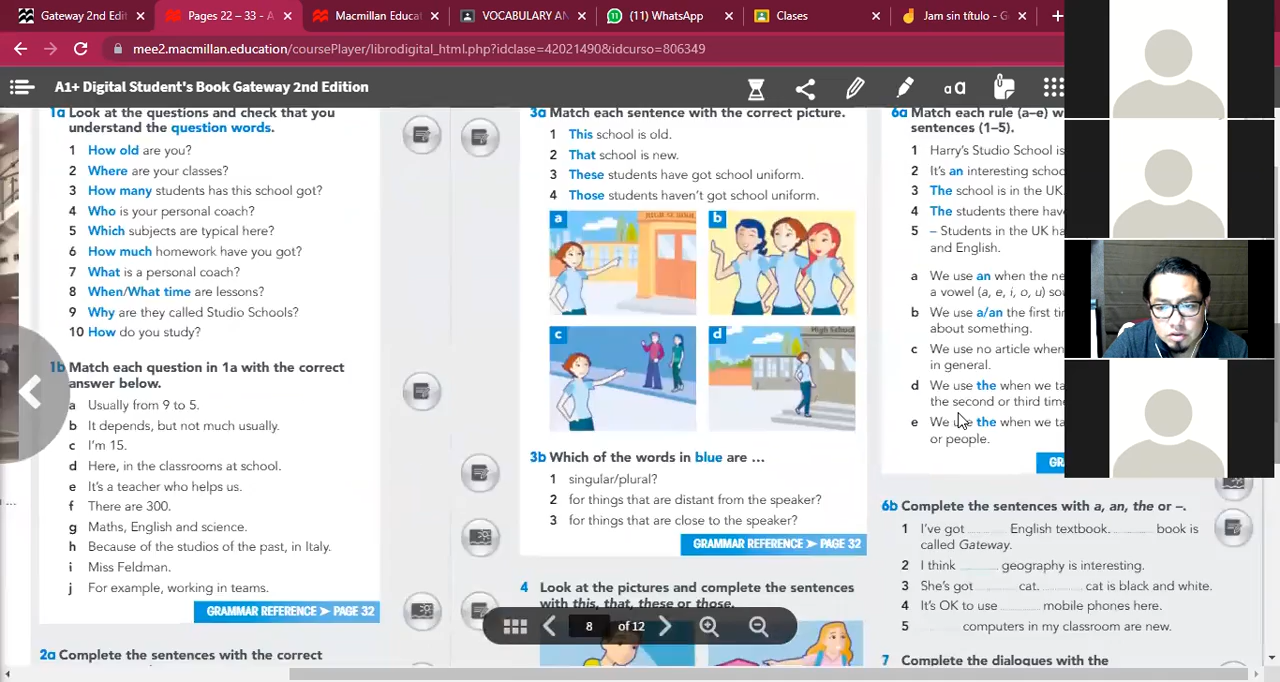 Gateway 2nd Edit
Pages 22 – 33 - A
Macmillan Educat
VOCABULARY AN
(11) WhatsApp
Clases
Jam sin título - G
mee2.macmillan.education/coursePlayer/librodigital_html.php?idclase=42021490&idcurso=806349
A1+ Digital Student's Book Gateway 2nd Edition
1a Look at the questions and check that you
understand the question words.
1 How old are you?
2 Where are your classes?
3 How many students has this school got?
4 Who is your personal coach?
5 Which subjects are typical here?
6 How much homework have you got?
7 What is a personal coach?
8 When/What time are lessons?
9 Why are they called Studio Schools?
10 How do you study?
1b Match each question in 1a with the correct
answer below.
a Usually from 9 to 5.
b It depends, but not much usually.
c I'm 15.
d Here, in the classrooms at school.
e It's a teacher who helps us.
f There are 300.
g Maths, English and science.
h Because of the studios of the past, in Italy.
i Miss Feldman.
j For example, working in teams.
GRAMMAR REFERENCE ➤ PAGE 32
2a Complete the sentences with the correct
3a Match each sentence with the correct picture.
1 This school is old.
2 That school is new.
3 These students have got school uniform.
4 Those students haven't got school uniform.
a
HIGH SCHOOL
b
c
d
High School
3b Which of the words in blue are …
1 singular/plural?
2 for things that are distant from the speaker?
3 for things that are close to the speaker?
GRAMMAR REFERENCE ➤ PAGE 32
4 Look at the pictures and complete the sentences
with this, that, these or those.
8 of 12
6a Match each rule (a–e) w
sentences (1–5).
1 Harry's Studio School is
2 It's an interesting schoo
3 The school is in the UK.
4 The students there have
5 – Students in the UK ha
and English.
a We use an when the ne
a vowel (a, e, i, o, u) sou
b We use a/an the first tim
about something.
c We use no article when
in general.
d We use the when we ta
the second or third time
e We use the when we ta
or people.
GR
6b Complete the sentences with a, an, the or –.
1 I've got ____ English textbook. ____ book is
called Gateway.
2 I think ____ geography is interesting.
3 She's got ____ cat. ____ cat is black and white.
4 It's OK to use ____ mobile phones here.
5 ____ computers in my classroom are new.
7 Complete the dialogues with the